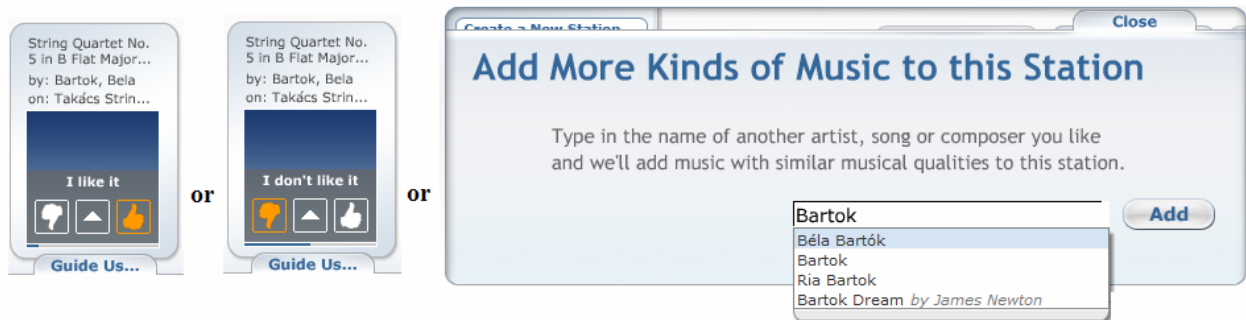 String Quartet No.
5 in B Flat Major...
by: Bartok, Bela
on: Takács Strin...
I like it
Guide Us...
or
String Quartet No.
5 in B Flat Major...
by: Bartok, Bela
on: Takács Strin...
I don't like it
Guide Us...
or
Create a New Station
Close
Add More Kinds of Music to this Station
Type in the name of another artist, song or composer you like
and we'll add music with similar musical qualities to this station.
Bartok
Add
Béla Bartók
Bartok
Ria Bartok
Bartok Dream by James Newton